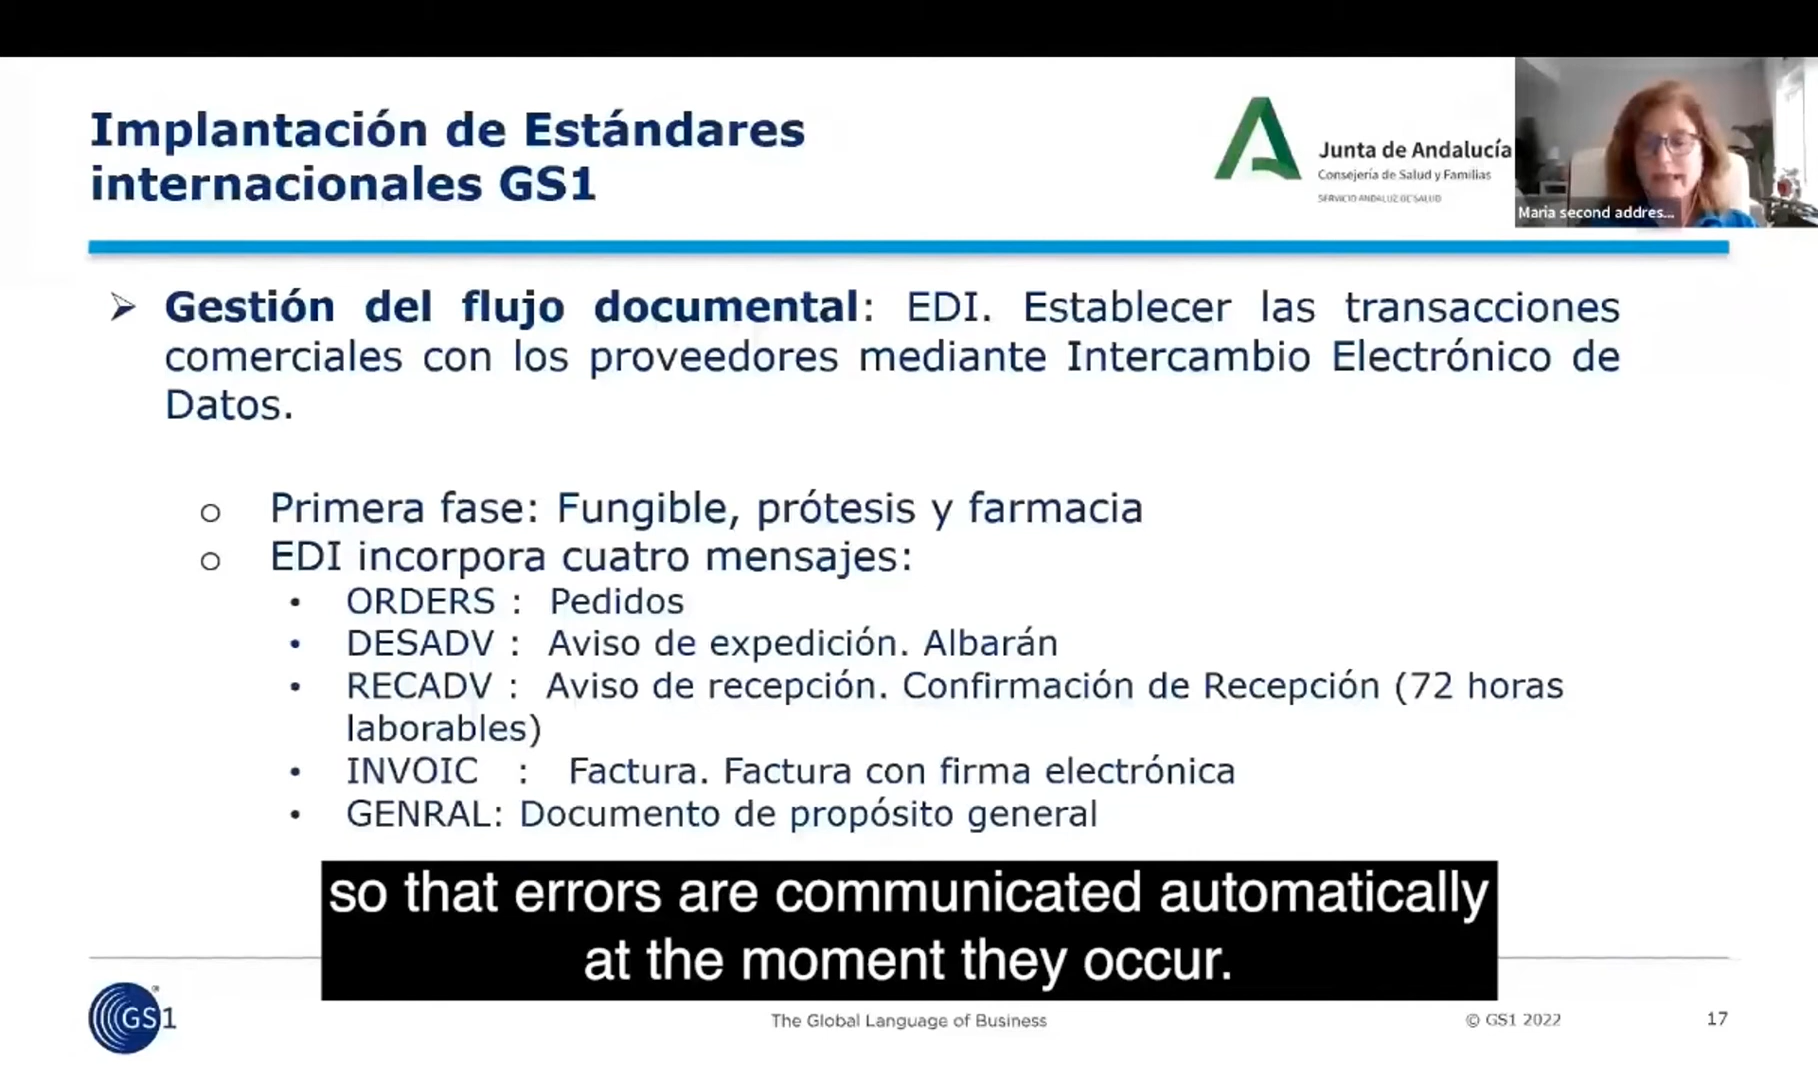 Implantación de Estándares
internacionales GS1
Junta de Andalucía
Consejería de Salud y Familias
SERVICIO ANDALUZ DE SALUD
Maria second addres...
➢ Gestión del flujo documental: EDI. Establecer las transacciones
comerciales con los proveedores mediante Intercambio Electrónico de
Datos.
o Primera fase: Fungible, prótesis y farmacia
o EDI incorpora cuatro mensajes:
• ORDERS : Pedidos
• DESADV : Aviso de expedición. Albarán
• RECADV : Aviso de recepción. Confirmación de Recepción (72 horas
laborables)
• INVOIC : Factura. Factura con firma electrónica
• GENRAL: Documento de propósito general
so that errors are communicated automatically
at the moment they occur.
GS1
The Global Language of Business
© GS1 2022
17